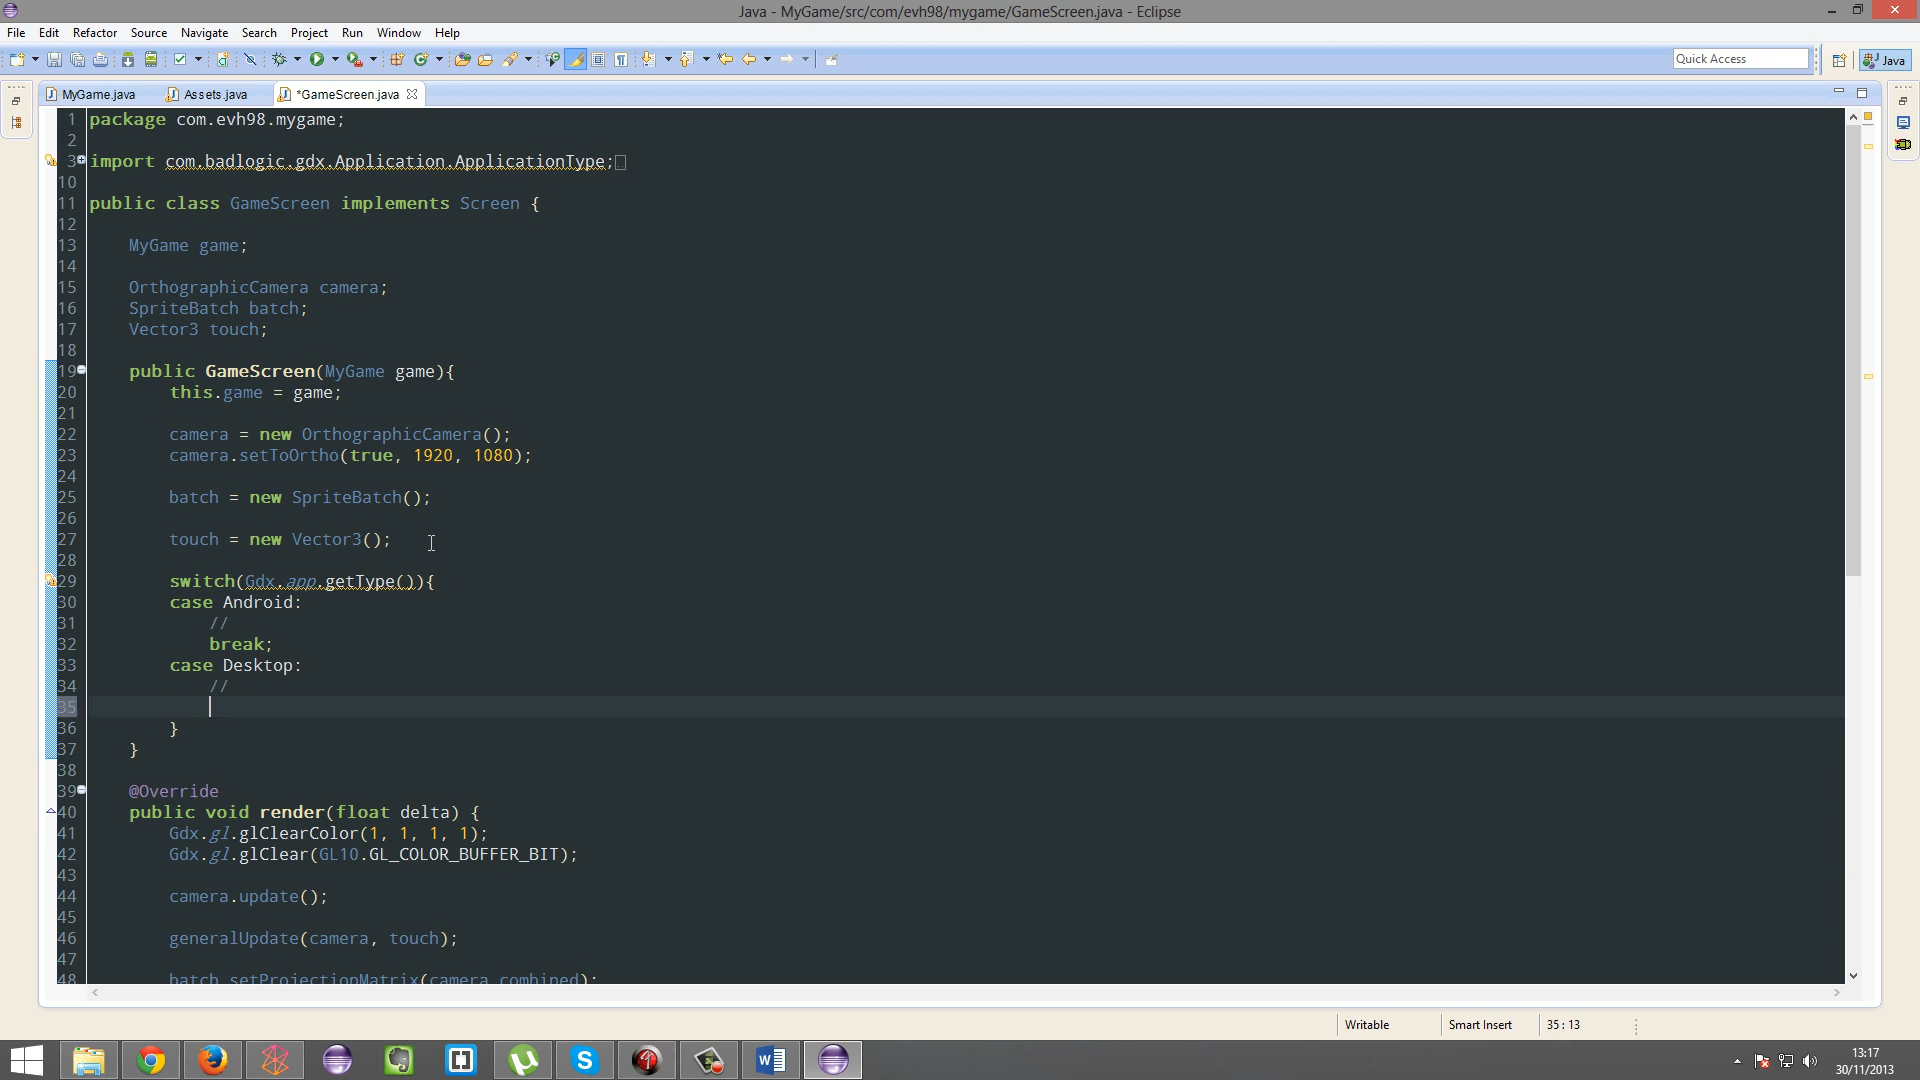 Java - MyGame/src/com/evh98/mygame/GameScreen.java - Eclipse
File Edit Refactor Source Navigate Search Project Run Window Help
Quick Access
Java
MyGame.java Assets.java *GameScreen.java
1 package com.evh98.mygame;
2
3 import com.badlogic.gdx.Application.ApplicationType;
10
11 public class GameScreen implements Screen {
12
13 MyGame game;
14
15 OrthographicCamera camera;
16 SpriteBatch batch;
17 Vector3 touch;
18
19 public GameScreen(MyGame game){
20 this.game = game;
21
22 camera = new OrthographicCamera();
23 camera.setToOrtho(true, 1920, 1080);
24
25 batch = new SpriteBatch();
26
27 touch = new Vector3();
28
29 switch(Gdx.app.getType()){
30 case Android:
31 //
32 break;
33 case Desktop:
34 //
35
36 }
37 }
38
39 @Override
40 public void render(float delta) {
41 Gdx.gl.glClearColor(1, 1, 1, 1);
42 Gdx.gl.glClear(GL10.GL_COLOR_BUFFER_BIT);
43
44 camera.update();
45
46 generalUpdate(camera, touch);
47
48 batch.setProjectionMatrix(camera.combined);
Writable Smart Insert 35 : 13
13:17
30/11/2013